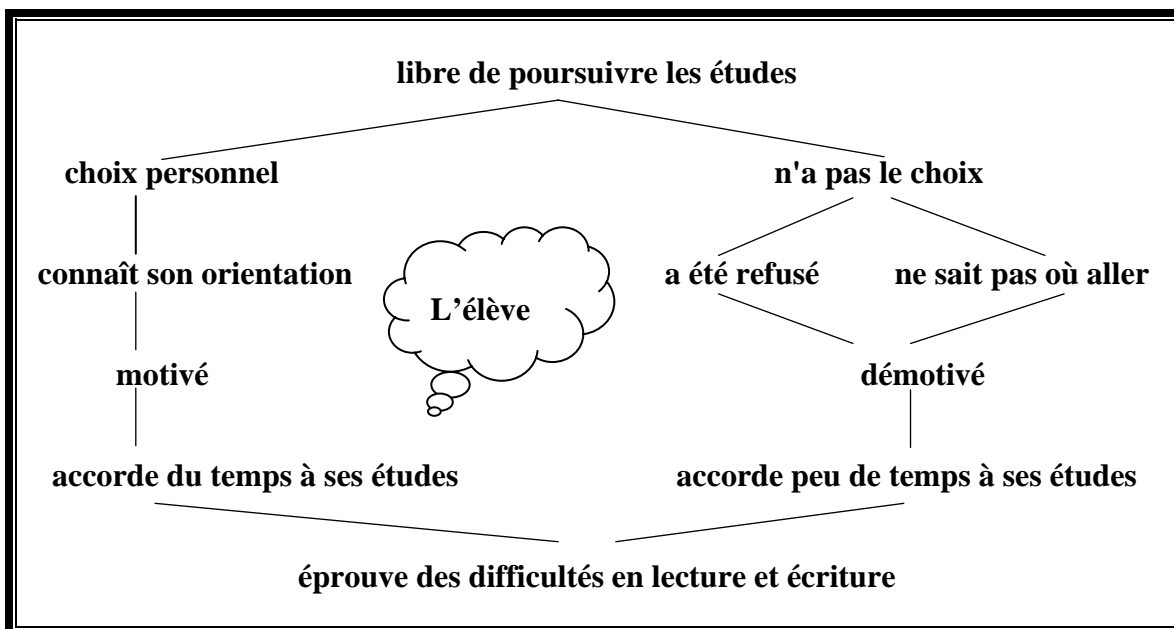 libre de poursuivre les études
choix personnel
n'a pas le choix
connaît son orientation
L’élève
a été refusé
ne sait pas où aller
motivé
démotivé
accorde du temps à ses études
accorde peu de temps à ses études
éprouve des difficultés en lecture et écriture